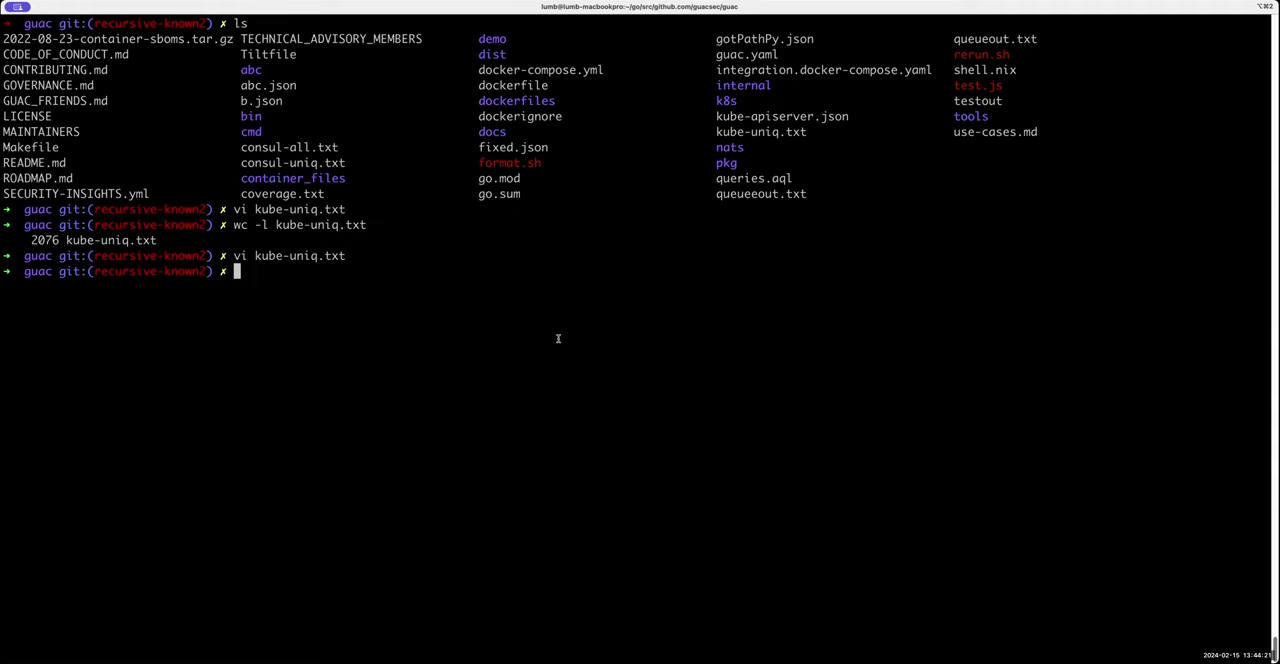 lumb@lumb-macbookpro:~/go/src/github.com/guacsec/guac
⌥⌘2
➜  guac git:(recursive-known2) ✗ ls
2022-08-23-container-sboms.tar.gz TECHNICAL_ADVISORY_MEMBERS demo gotPathPy.json queueout.txt
CODE_OF_CONDUCT.md Tiltfile dist guac.yaml rerun.sh
CONTRIBUTING.md abc docker-compose.yml integration.docker-compose.yaml shell.nix
GOVERNANCE.md abc.json dockerfile internal test.js
GUAC_FRIENDS.md b.json dockerfiles k8s testout
LICENSE bin dockerignore kube-apiserver.json tools
MAINTAINERS cmd docs kube-uniq.txt use-cases.md
Makefile consul-all.txt fixed.json nats
README.md consul-uniq.txt format.sh pkg
ROADMAP.md container_files go.mod queries.aql
SECURITY-INSIGHTS.yml coverage.txt go.sum queueeout.txt
➜  guac git:(recursive-known2) ✗ vi kube-uniq.txt
➜  guac git:(recursive-known2) ✗ wc -l kube-uniq.txt
2076 kube-uniq.txt
➜  guac git:(recursive-known2) ✗ vi kube-uniq.txt
➜  guac git:(recursive-known2) ✗
2024-02-15 13:44:21